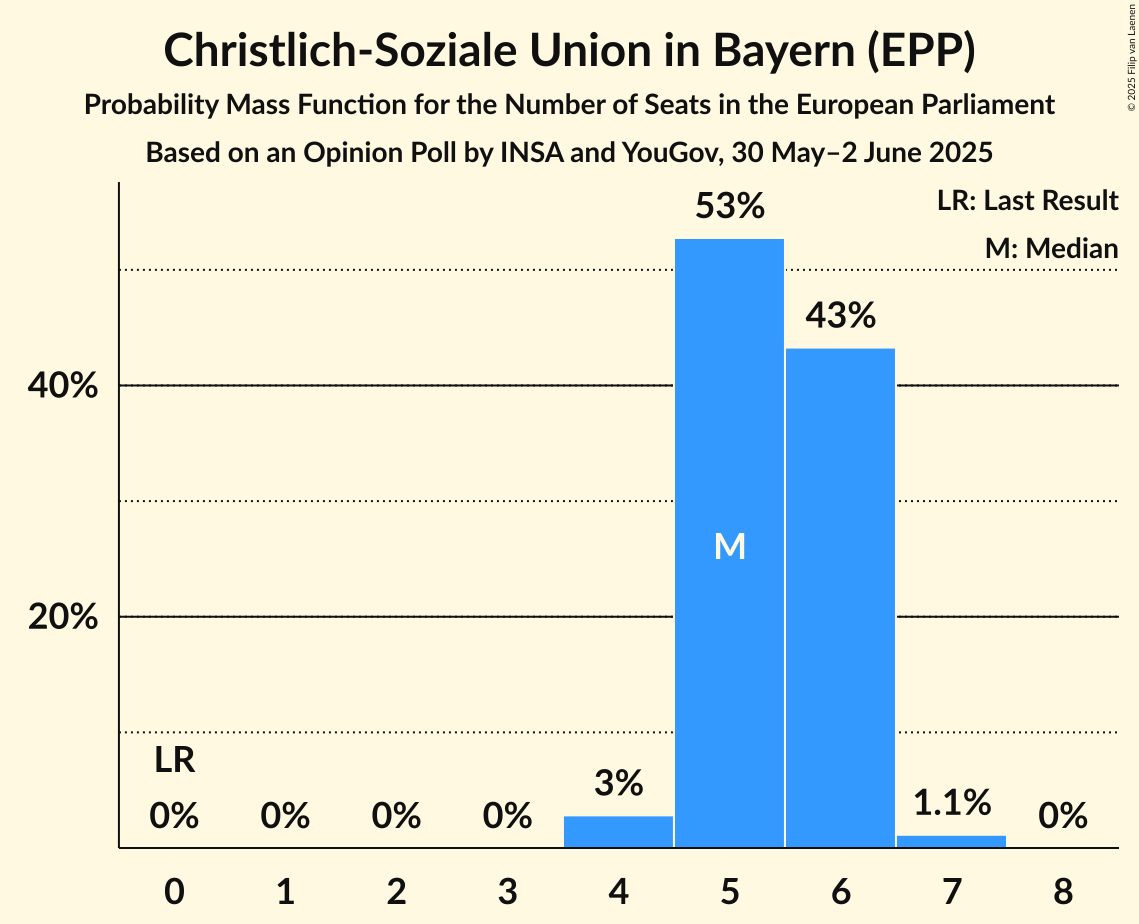 Christlich-Soziale Union in Bayern (EPP)
Probability Mass Function for the Number of Seats in the European Parliament
Based on an Opinion Poll by INSA and YouGov, 30 May–2 June 2025
© 2025 Filip van Laenen
LR: Last Result
M: Median
53%
43%
40%
M
20%
LR
0% 0% 0% 0% 3% 1.1% 0%
0 1 2 3 4 5 6 7 8